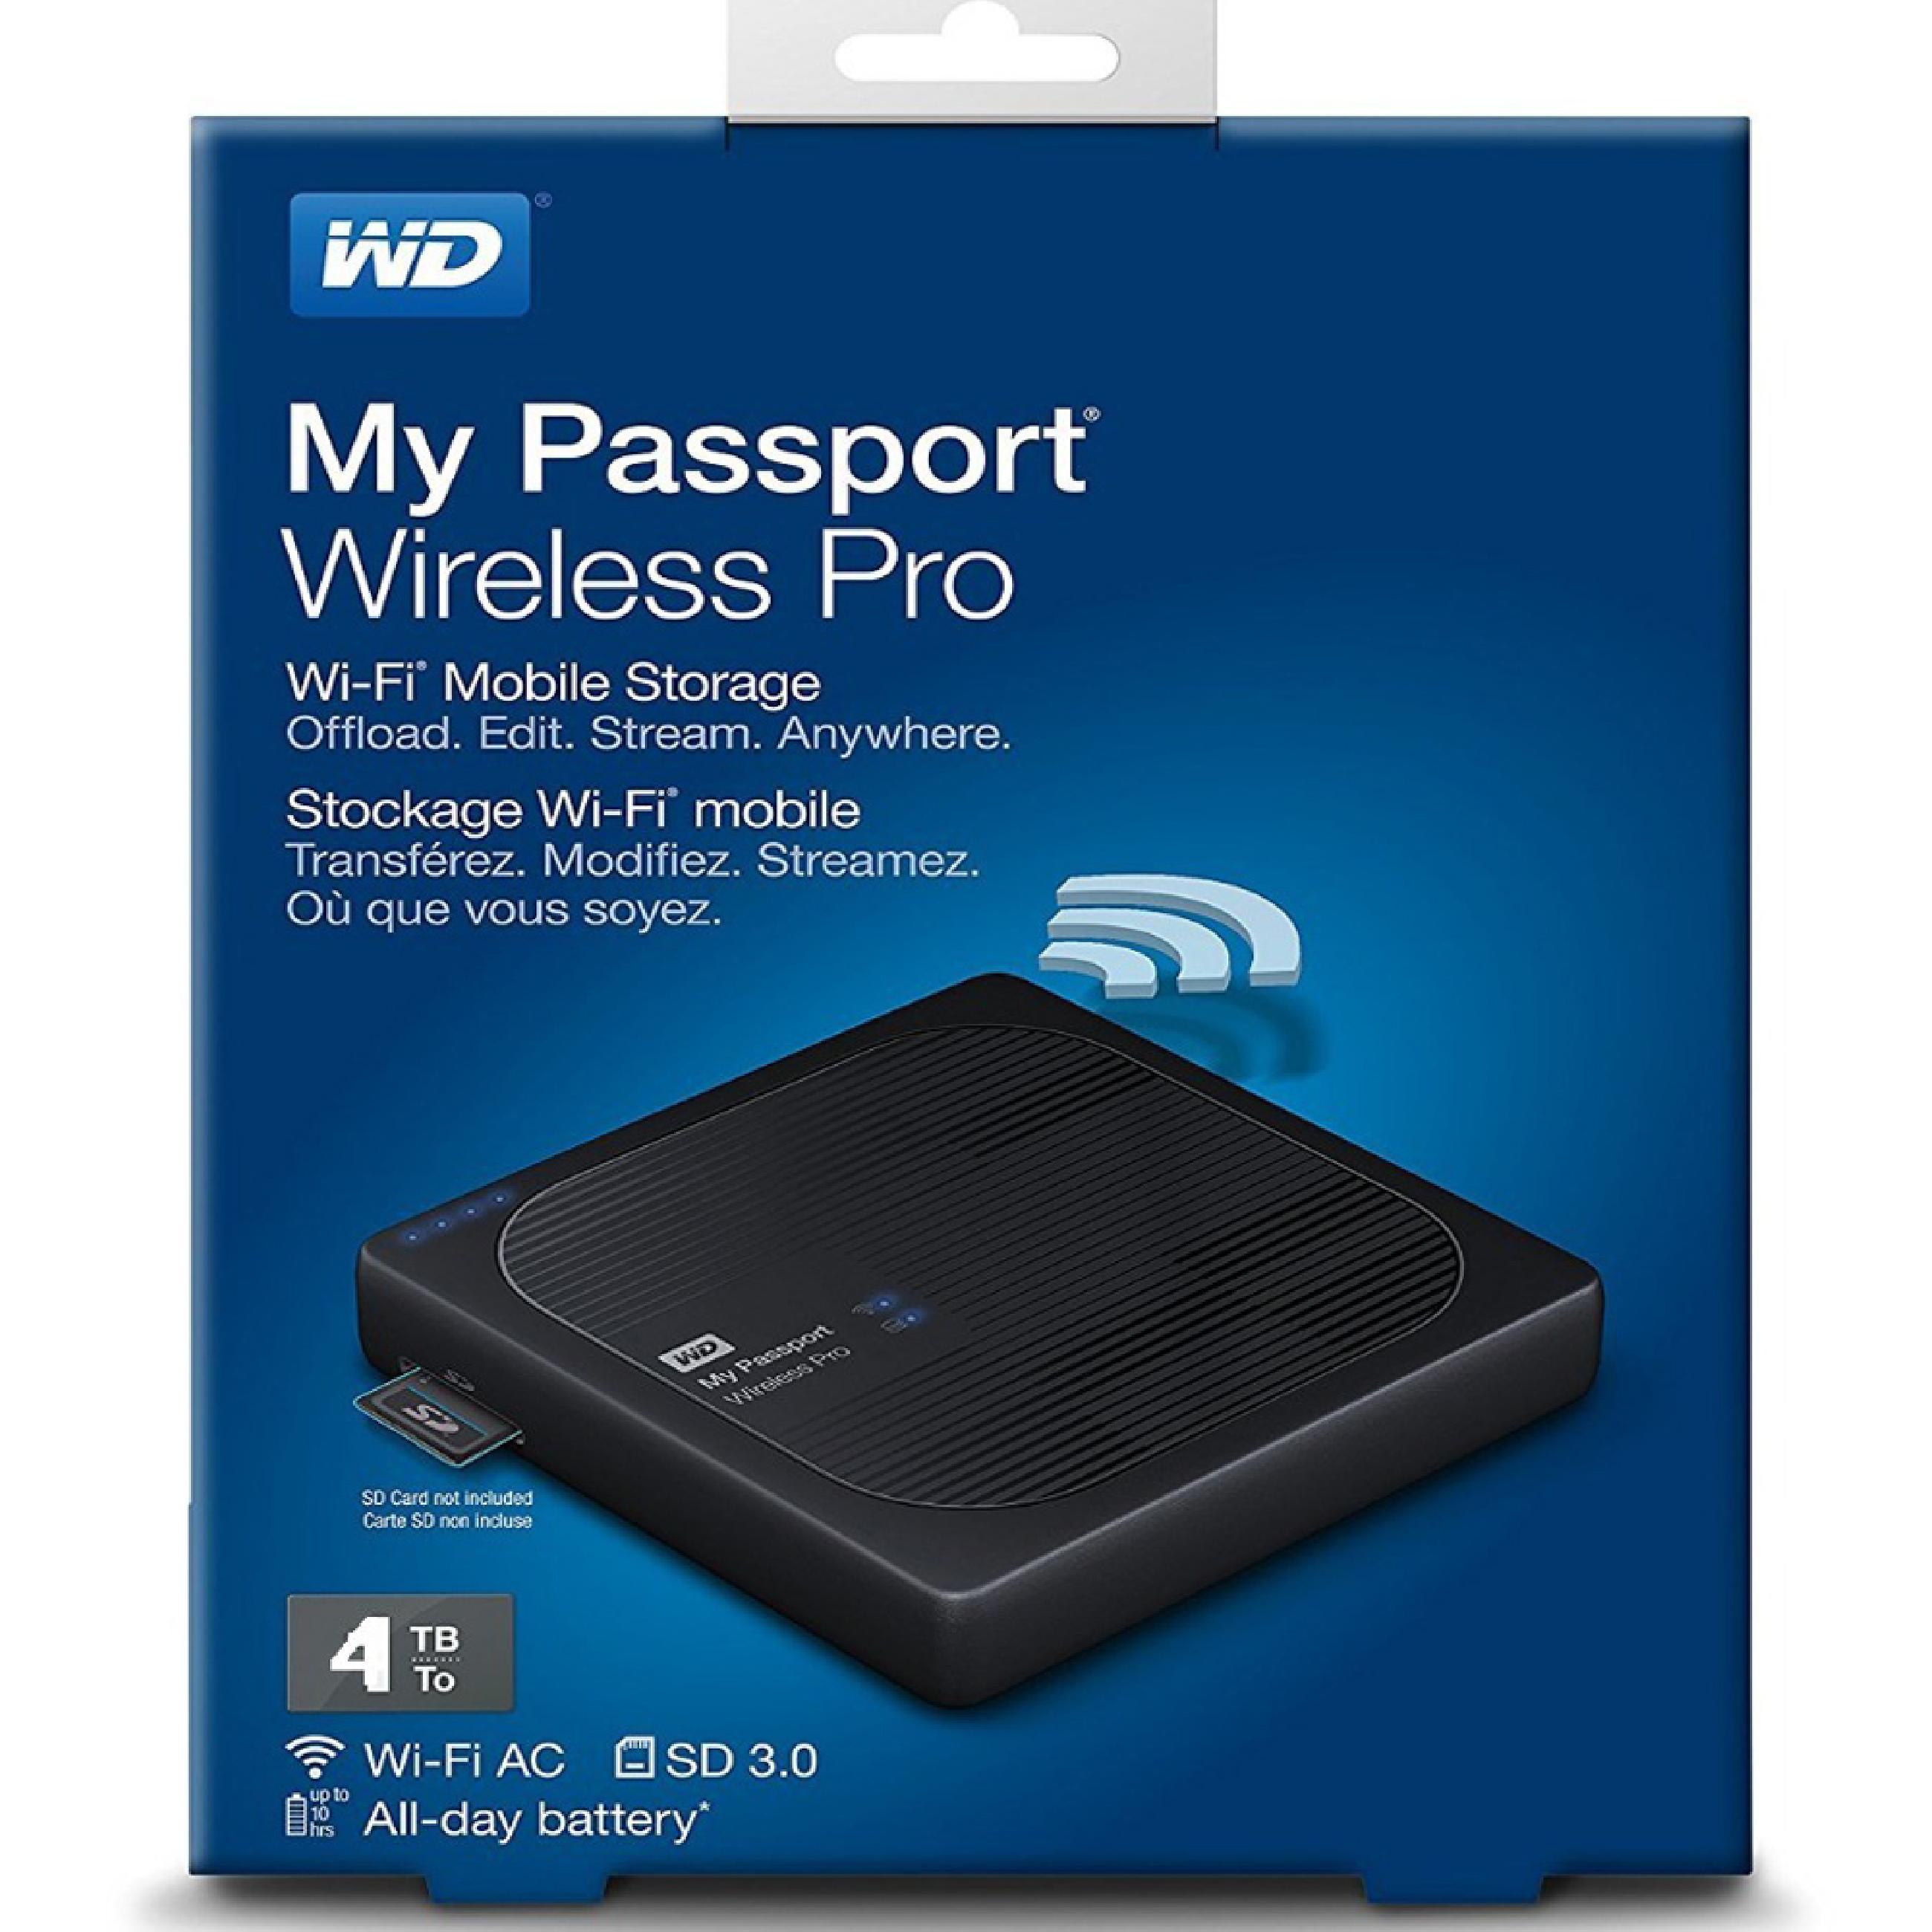 WD®
My Passport®
Wireless Pro
Wi-Fi® Mobile Storage
Offload. Edit. Stream. Anywhere.
Stockage Wi-Fi® mobile
Transférez. Modifiez. Streamez.
Où que vous soyez.
WD
My Passport
Wireless Pro
SD
SD
SD Card not included
Carte SD non incluse
4 TB
To
Wi-Fi AC SD 3.0
up to
10
hrs
All-day battery*